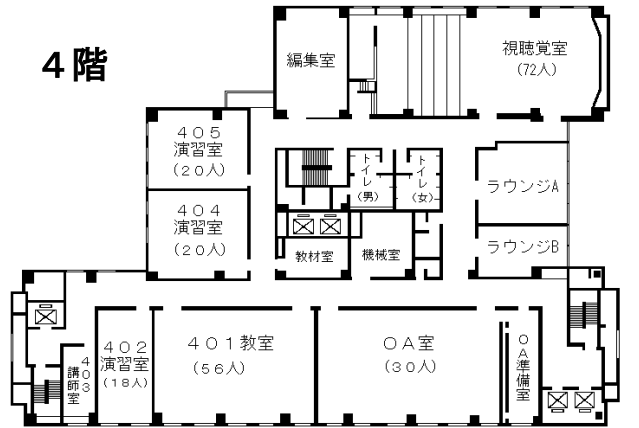 4階
編集室
視聴覚室
(72人)
405
演習室
(20人)
トイレ
(男)
トイレ
(女)
ラウンジA
404
演習室
(20人)
ラウンジB
教材室
機械室
403
講師室
402
演習室
(18人)
401教室
(56人)
OA室
(30人)
OA準備室